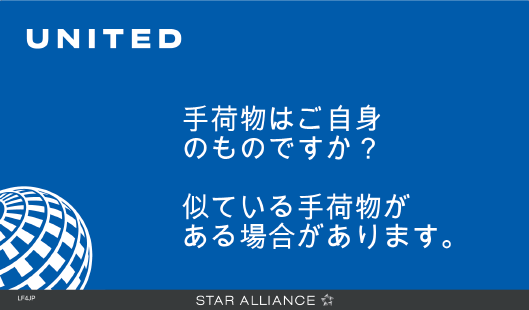 UNITED
手荷物はご自身
のものですか？
似ている手荷物が
ある場合があります。
LF4JP
STAR ALLIANCE